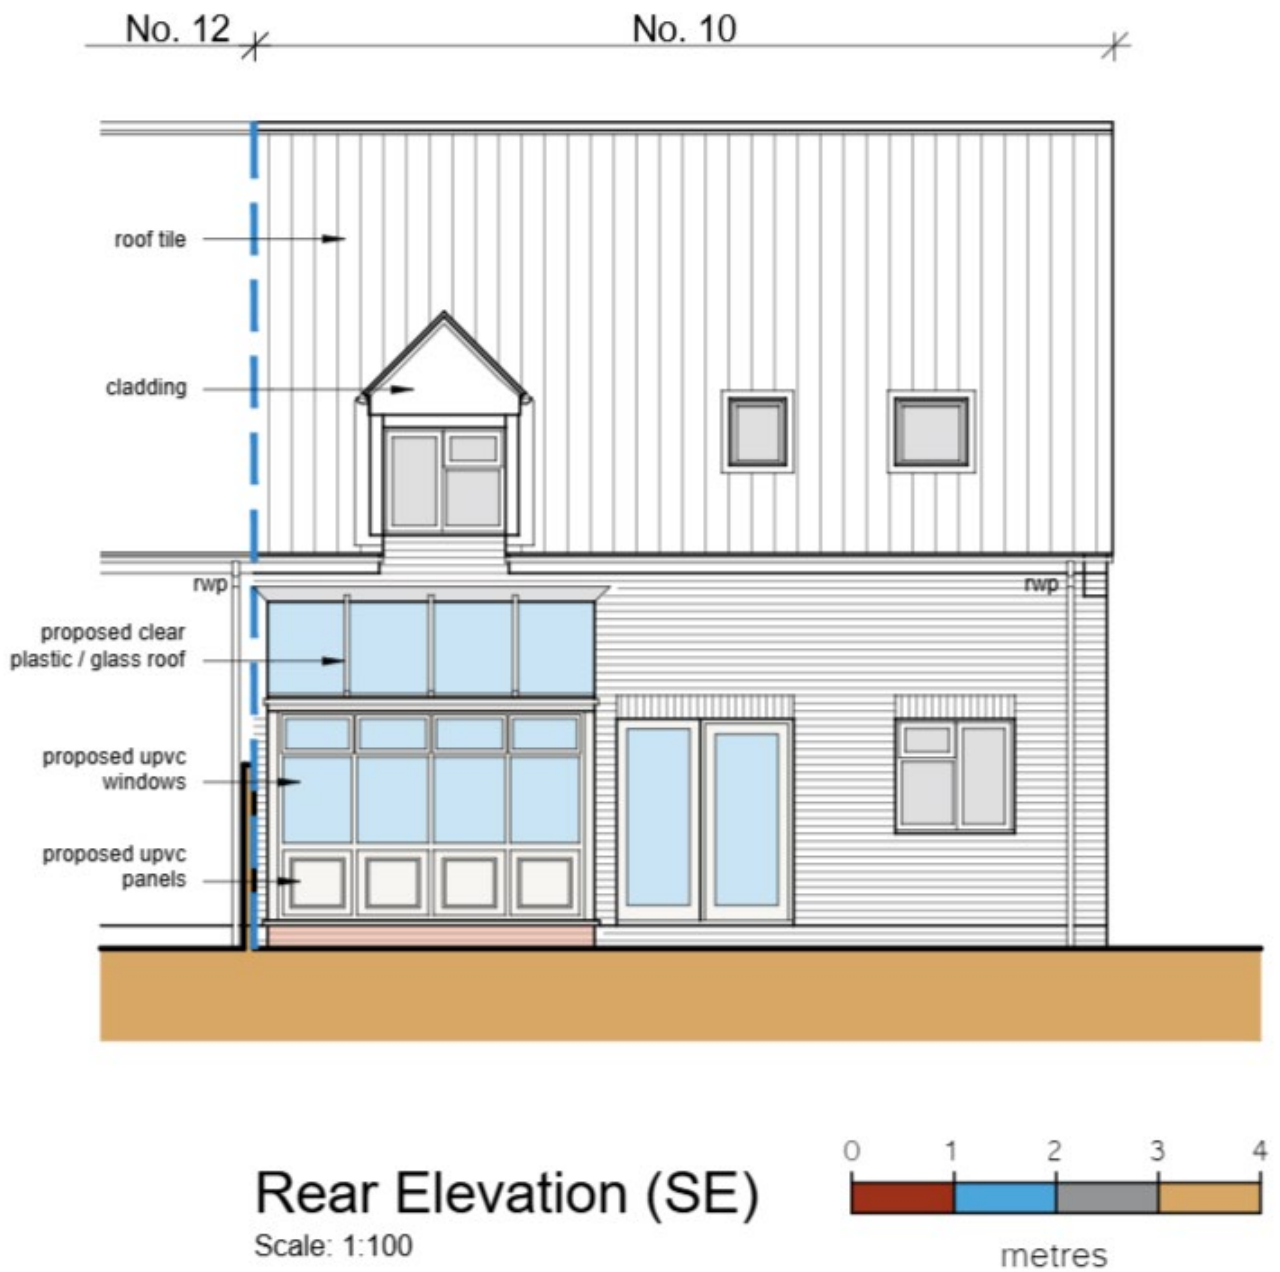 No. 12
No. 10
roof tile
cladding
rwp
rwp
proposed clear
plastic / glass roof
proposed upvc
windows
proposed upvc
panels
Rear Elevation (SE)
Scale: 1:100
0 1 2 3 4
metres